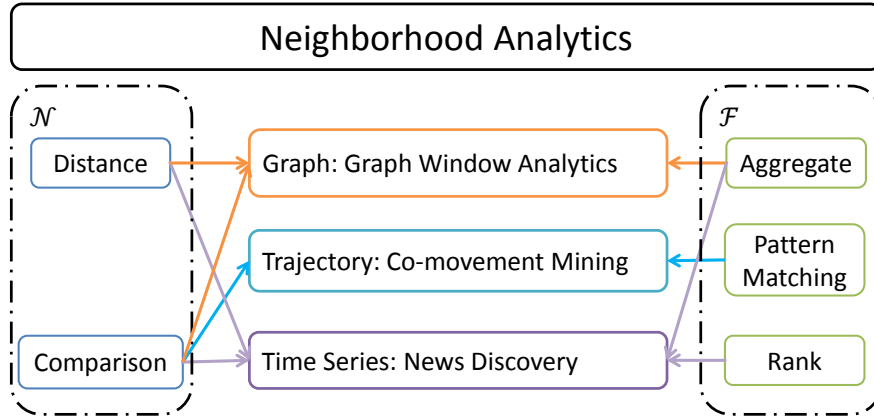 Neighborhood Analytics
𝒩
Distance
Comparison
Graph: Graph Window Analytics
Trajectory: Co-movement Mining
Time Series: News Discovery
ℱ
Aggregate
Pattern
Matching
Rank